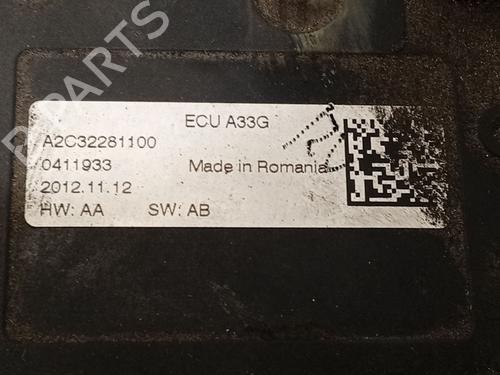 B-PARTS
ECU A33G
A2C32281100
0411933
Made in Romania
2012.11.12
HW: AA SW: AB